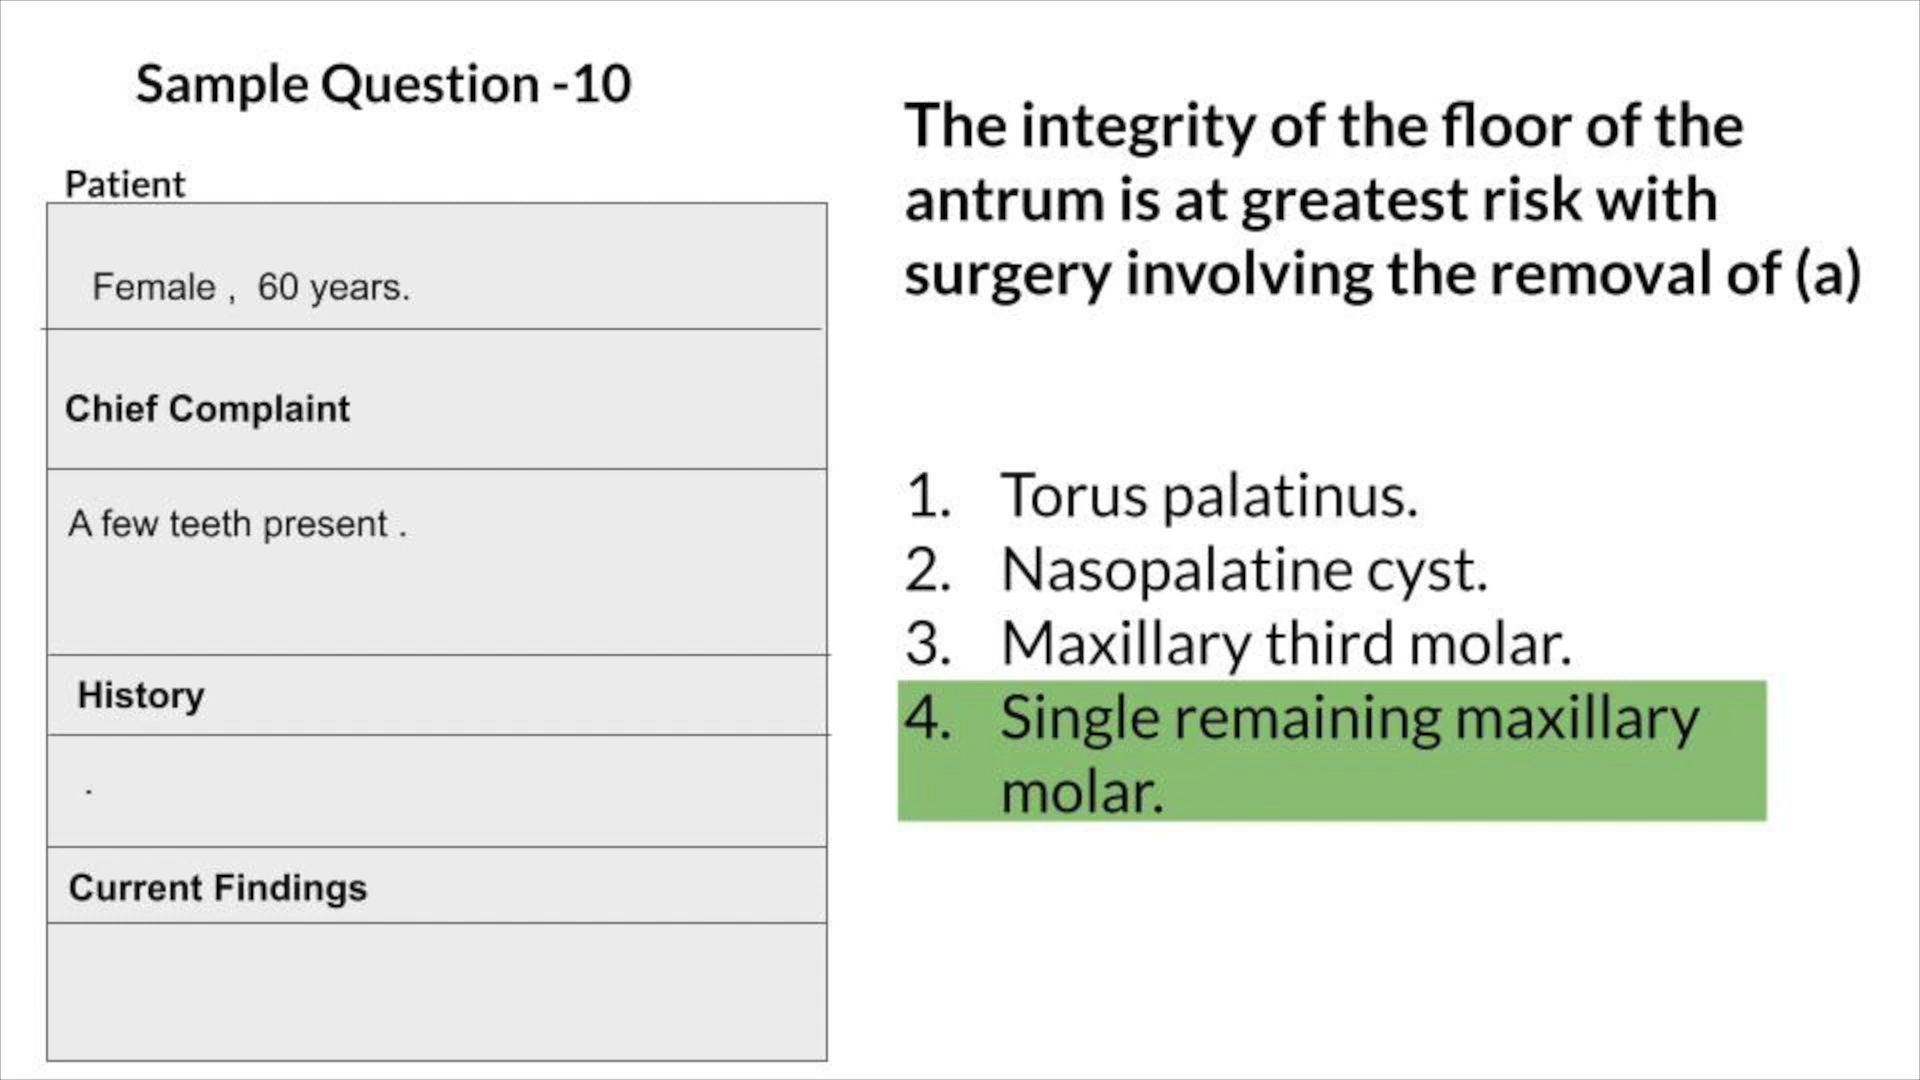 Sample Question -10
Patient
Female , 60 years.
Chief Complaint
A few teeth present .
History
.
Current Findings
The integrity of the floor of the
antrum is at greatest risk with
surgery involving the removal of (a)
1. Torus palatinus.
2. Nasopalatine cyst.
3. Maxillary third molar.
4. Single remaining maxillary
molar.